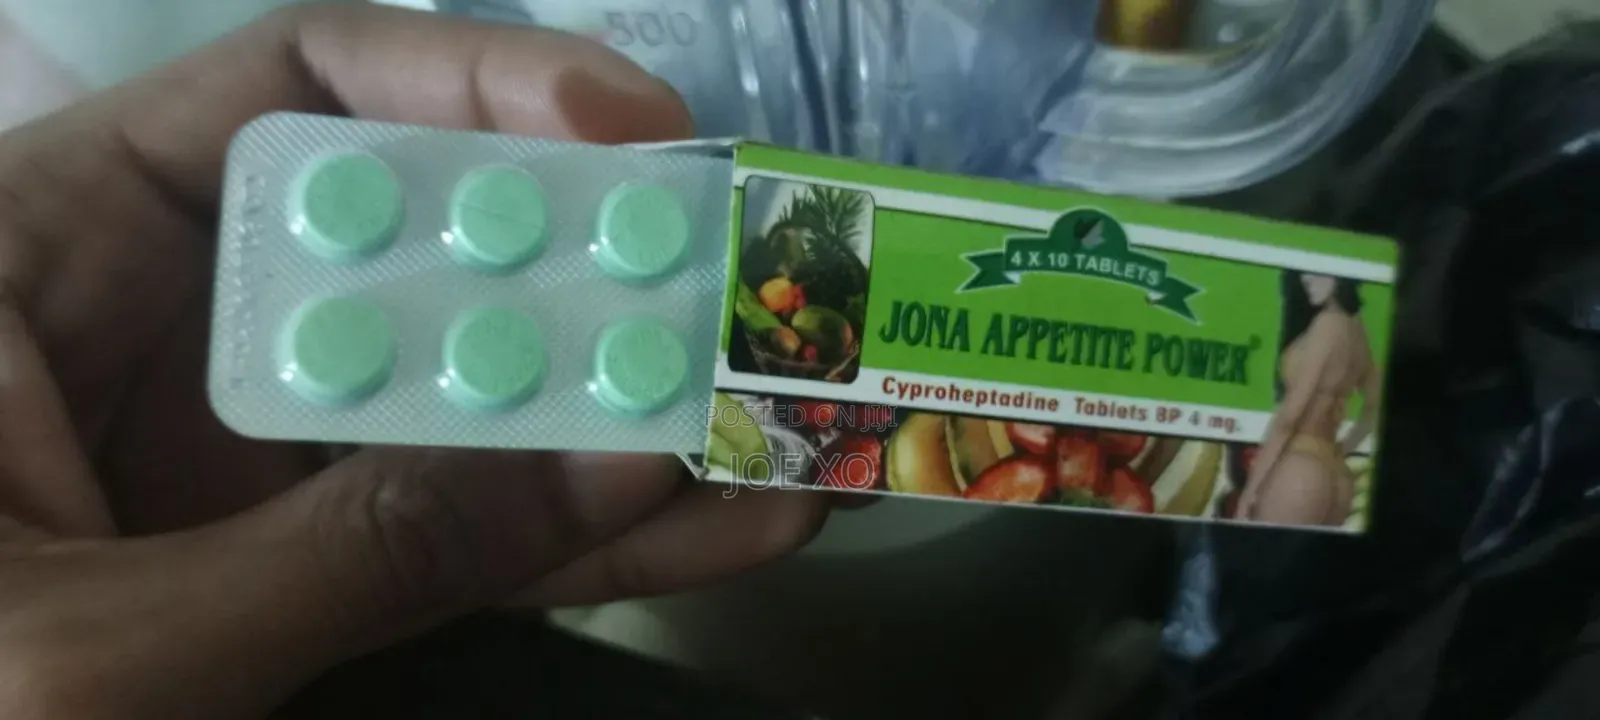 500
4 X 10 TABLETS
JONA APPETITE POWER®
Cyproheptadine Tablets BP 4 mg.
POSTED ON JIJI
JOE XO